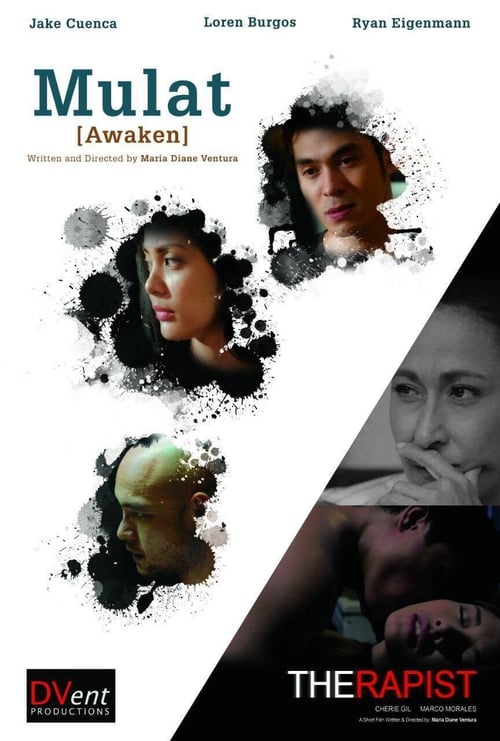 Jake Cuenca Loren Burgos Ryan Eigenmann
Mulat
[Awaken]
Written and Directed by Maria Diane Ventura
DVent
PRODUCTIONS
THERAPIST
CHERIE GIL MARCO MORALES
A Short Film Written & Directed by Maria Diane Ventura